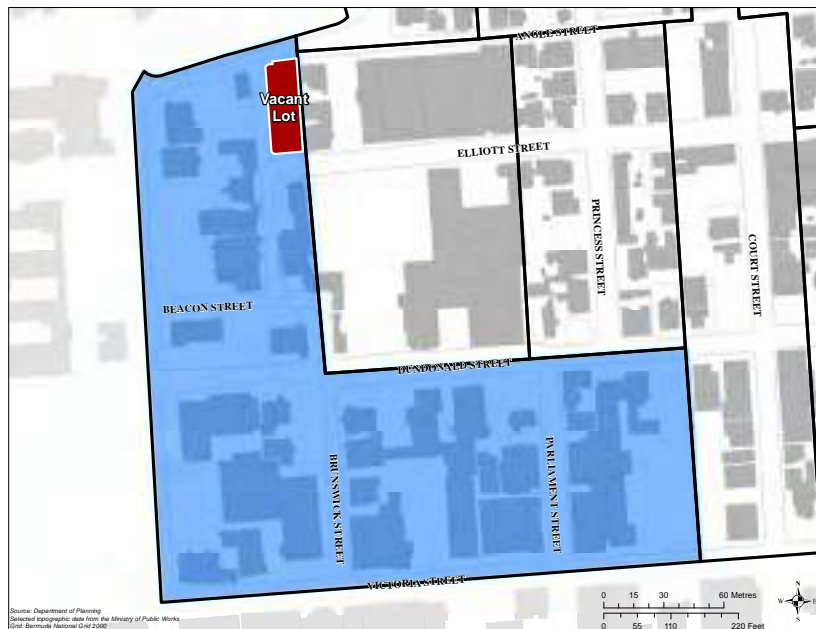 ANGLE STREET
Vacant
Lot
ELLIOTT STREET
PRINCESS STREET
COURT STREET
BEACON STREET
DUNDONALD STREET
BRUNSWICK STREET
PARLIAMENT STREET
VICTORIA STREET
Source: Department of Planning
Selected topographic data from the Ministry of Public Works
Grid: Bermuda National Grid 2000
0 15 30 60 Metres
0 55 110 220 Feet
N
W E
S